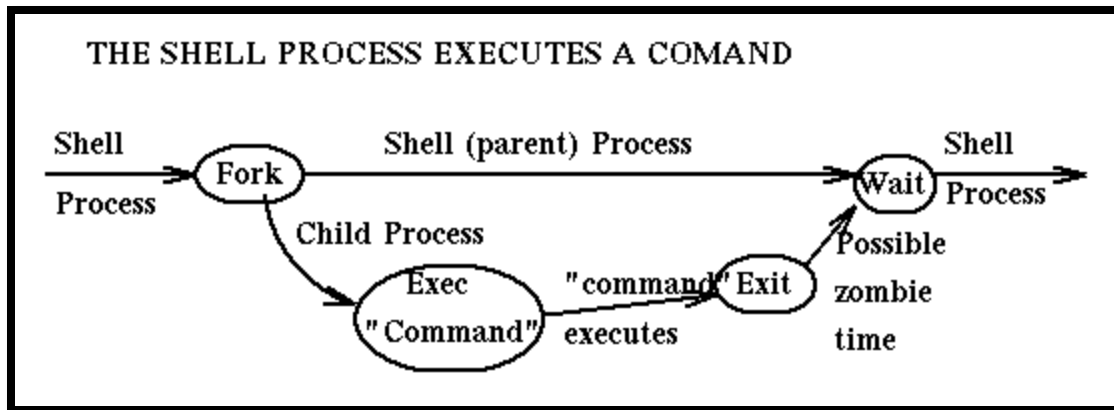 THE SHELL PROCESS EXECUTES A COMAND
Shell
Process
Fork
Shell (parent) Process
Wait
Shell
Process
Child Process
Exec
"Command"
"command"
executes
Exit
Possible
zombie
time